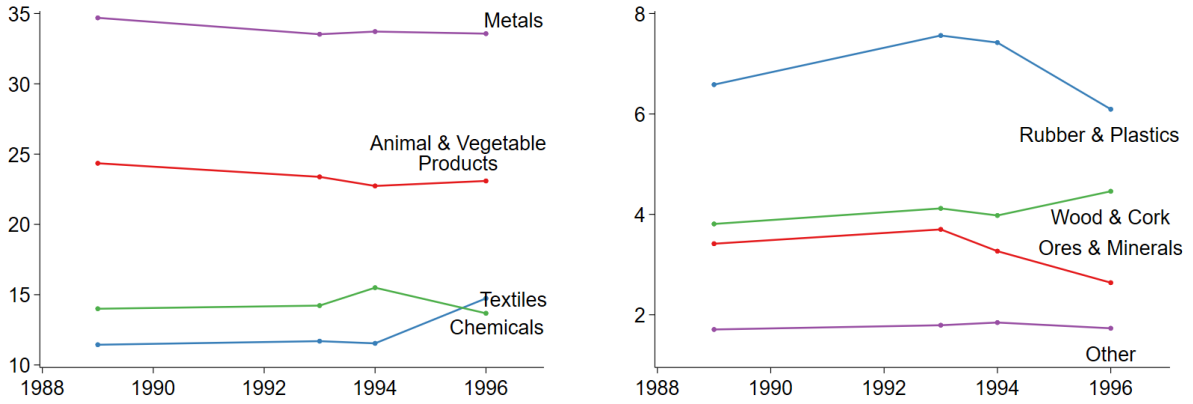 35
30
25
20
15
10
1988
1990
1992
1994
1996
Metals
Animal & Vegetable
Products
Textiles
Chemicals
8
6
4
2
1988
1990
1992
1994
1996
Rubber & Plastics
Wood & Cork
Ores & Minerals
Other